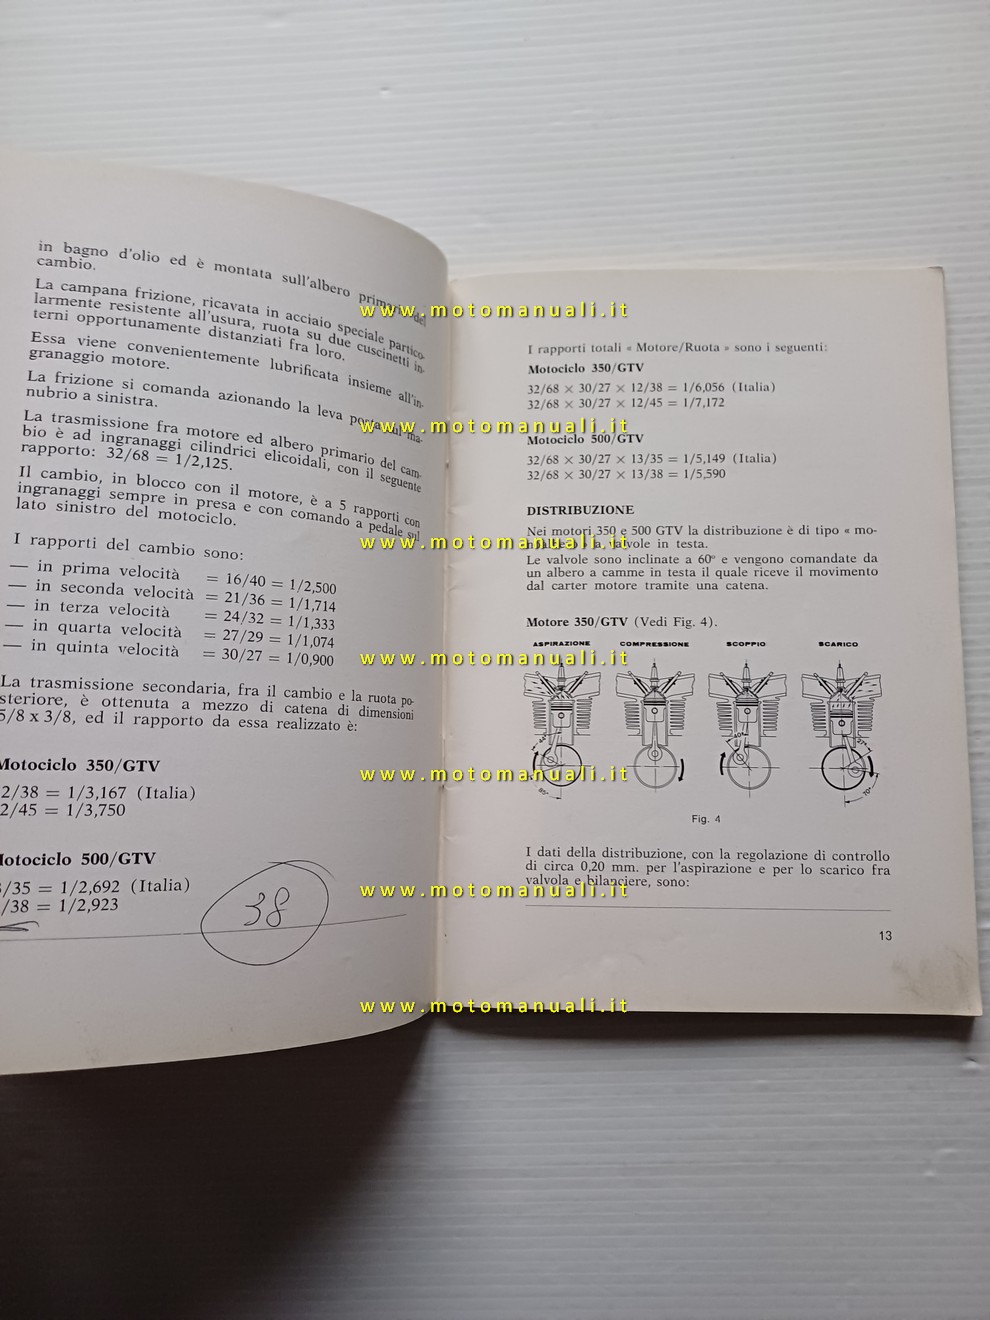 in bagno d'olio ed è montata sull'albero primario del
cambio.
La campana frizione, ricavata in acciaio speciale partico-
larmente resistente all'usura, ruota su due cuscinetti in-
terni opportunamente distanziati fra loro.
Essa viene convenientemente lubrificata insieme all'in-
granaggio motore.
La frizione si comanda azionando la leva posta sul ma-
nubrio a sinistra.
La trasmissione fra motore ed albero primario del cam-
bio è ad ingranaggi cilindrici elicoidali, con il seguente
rapporto: 32/68 = 1/2,125.
Il cambio, in blocco con il motore, è a 5 rapporti con
ingranaggi sempre in presa e con comando a pedale sul
lato sinistro del motociclo.
I rapporti del cambio sono:
— in prima velocità = 16/40 = 1/2,500
— in seconda velocità = 21/36 = 1/1,714
— in terza velocità = 24/32 = 1/1,333
— in quarta velocità = 27/29 = 1/1,074
— in quinta velocità = 30/27 = 1/0,900
La trasmissione secondaria, fra il cambio e la ruota po-
steriore, è ottenuta a mezzo di catena di dimensioni
5/8 x 3/8, ed il rapporto da essa realizzato è:
Motociclo 350/GTV
2/38 = 1/3,167 (Italia)
2/45 = 1/3,750
Motociclo 500/GTV
/35 = 1/2,692 (Italia)
/38 = 1/2,923
38
I rapporti totali « Motore/Ruota » sono i seguenti:
Motociclo 350/GTV
32/68 × 30/27 × 12/38 = 1/6,056 (Italia)
32/68 × 30/27 × 12/45 = 1/7,172
Motociclo 500/GTV
32/68 × 30/27 × 13/35 = 1/5,149 (Italia)
32/68 × 30/27 × 13/38 = 1/5,590
DISTRIBUZIONE
Nei motori 350 e 500 GTV la distribuzione è di tipo « mo-
a valvole in testa.
Le valvole sono inclinate a 60° e vengono comandate da
un albero a camme in testa il quale riceve il movimento
dal carter motore tramite una catena.
Motore 350/GTV (Vedi Fig. 4).
ASPIRAZIONE COMPRESSIONE SCOPPIO SCARICO
44° 40° 27°
85° 70°
Fig. 4
I dati della distribuzione, con la regolazione di controllo
di circa 0,20 mm. per l'aspirazione e per lo scarico fra
valvola e bilanciere, sono:
13
www.motomanuali.it
www.motomanuali.it
www.motomanuali.it
www.motomanuali.it
www.motomanuali.it
www.motomanuali.it
www.motomanuali.it